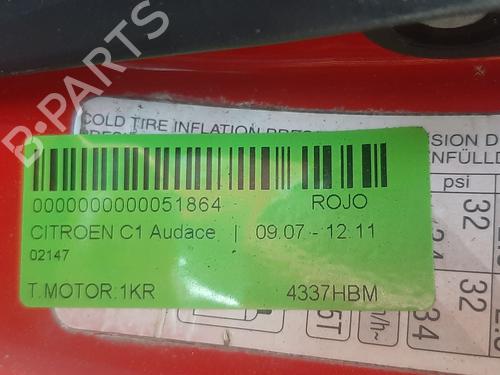 B-PARTS
COLD TIRE INFLATION PRES
SION D
ENFÜLLD
psi
0000000000051864 ROJO
CITROEN C1 Audace | 09.07 - 12.11
02147
T.MOTOR:1KR 4337HBM
32
32
34